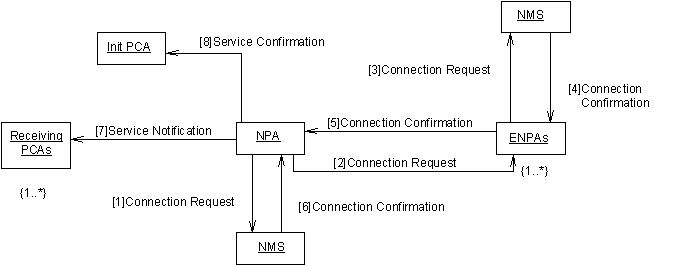 NMS
Init PCA
[8]Service Confirmation
[3]Connection Request
[4]Connection
Confirmation
[5]Connection Confirmation
[7]Service Notification
Receiving
PCAs
NPA
ENPAs
[2]Connection Request
{1..*}
{1..*}
[1]Connection Request
[6]Connection Confirmation
NMS